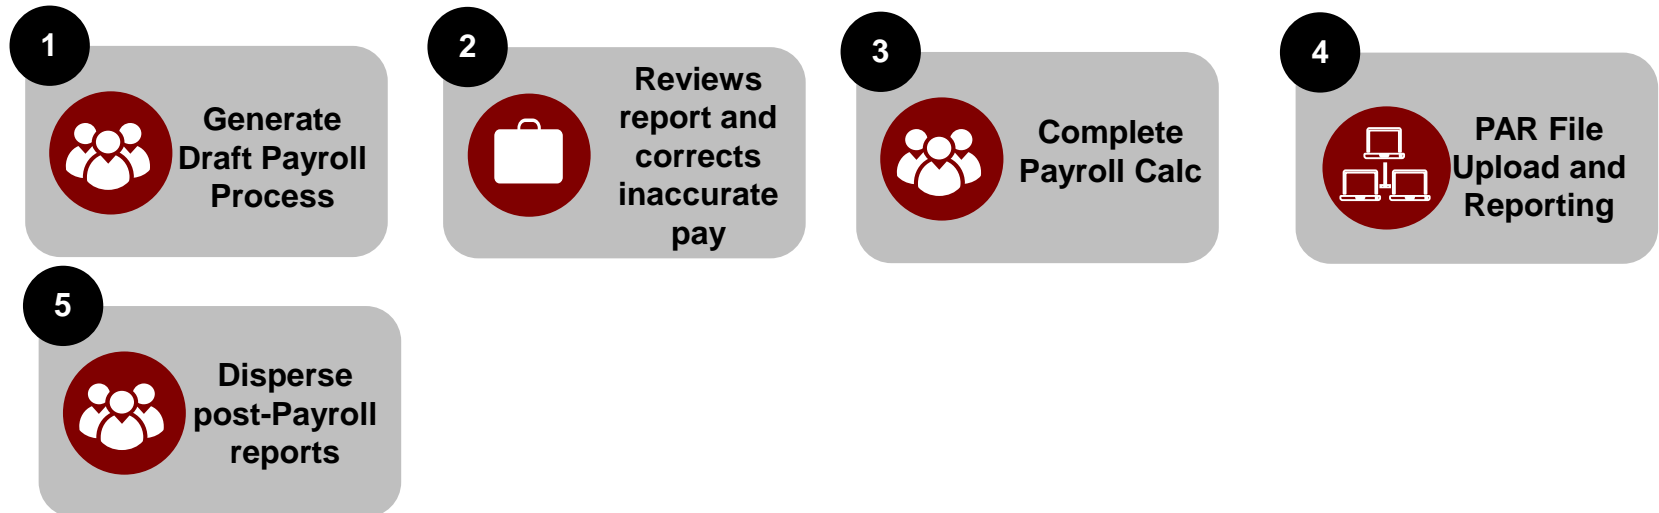 1
Generate
Draft Payroll
Process
2
Reviews
report and
corrects
inaccurate
pay
3
Complete
Payroll Calc
4
PAR File
Upload and
Reporting
5
Disperse
post-Payroll
reports